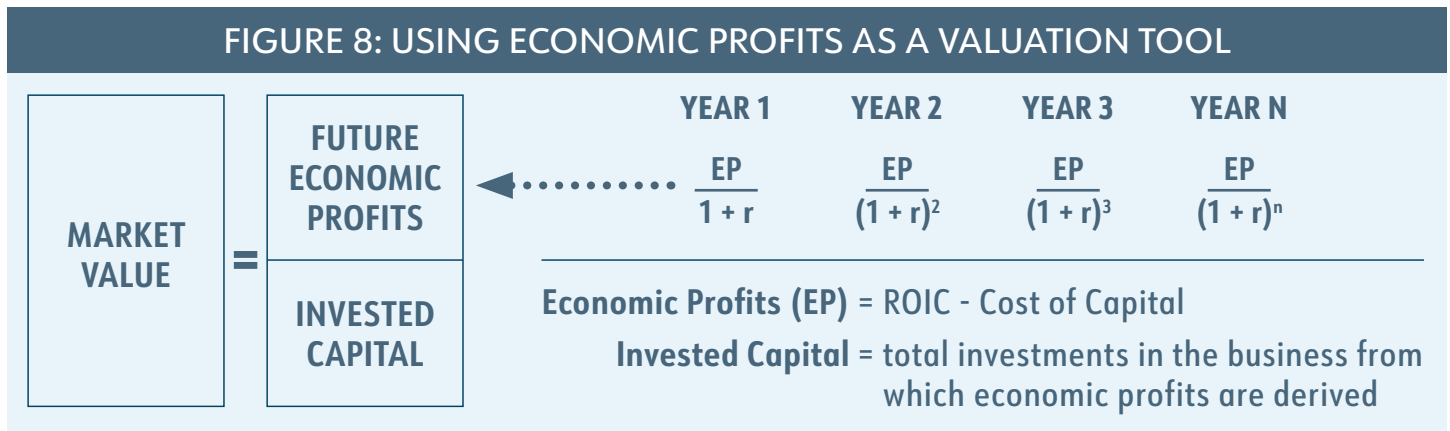 FIGURE 8: USING ECONOMIC PROFITS AS A VALUATION TOOL
MARKET
VALUE
=
FUTURE
ECONOMIC
PROFITS
INVESTED
CAPITAL
YEAR 1 YEAR 2 YEAR 3 YEAR N
EP EP EP EP
1 + r (1 + r)² (1 + r)³ (1 + r)ⁿ
Economic Profits (EP) = ROIC - Cost of Capital
Invested Capital = total investments in the business from
which economic profits are derived